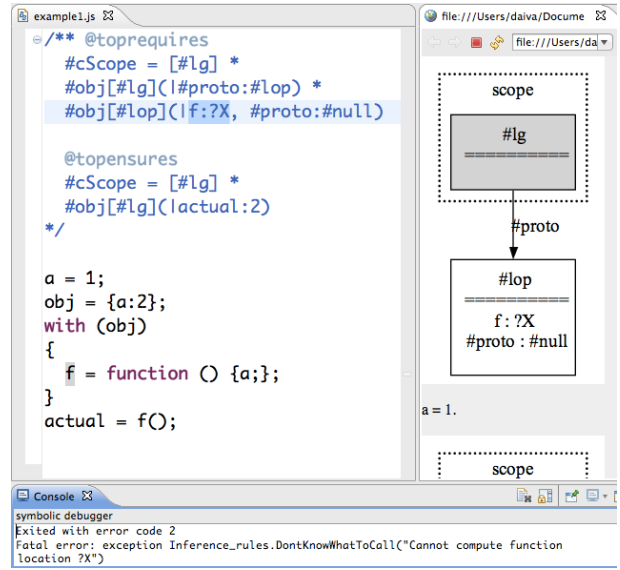 example1.js
/** @toprequires
#cScope = [#lg] *
#obj[#lg](|#proto:#lop) *
#obj[#lop](|f:?X, #proto:#null)
@topensures
#cScope = [#lg] *
#obj[#lg](|actual:2)
*/
a = 1;
obj = {a:2};
with (obj)
{
f = function () {a;};
}
actual = f();
file:///Users/daiva/Docume
file:///Users/da
scope
#lg
==========
#proto
#lop
==========
f : ?X
#proto : #null
a = 1.
scope
Console
symbolic debugger
Exited with error code 2
Fatal error: exception Inference_rules.DontKnowWhatToCall("Cannot compute function
location ?X")